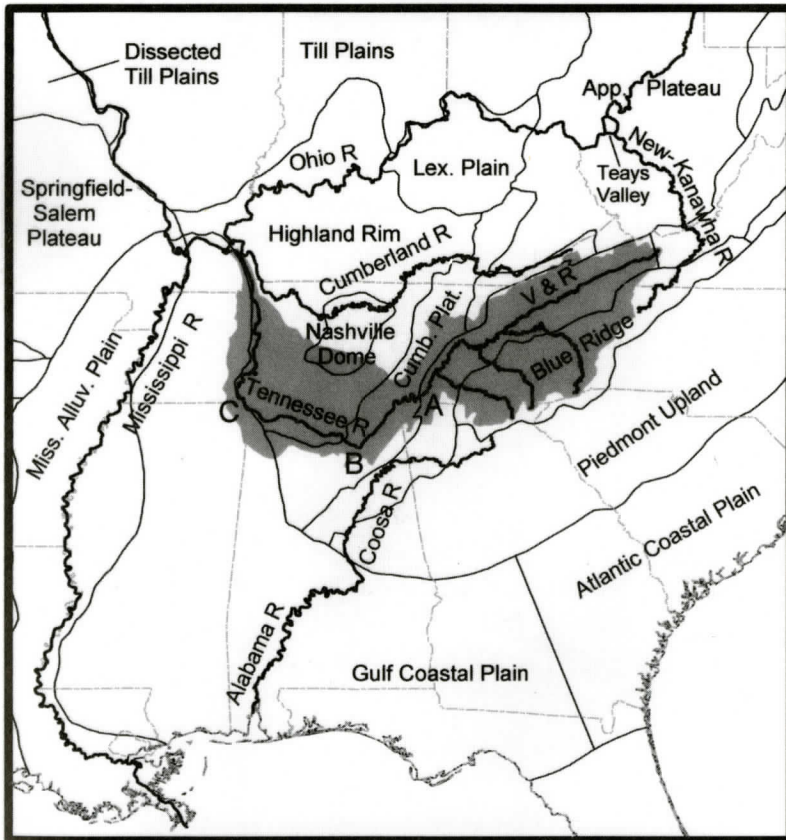 Dissected
Till Plains
Till Plains
App. Plateau
New-Kanawha R
Teays
Valley
Ohio R
Lex. Plain
Springfield-
Salem
Plateau
Highland Rim
Cumberland R
V & R
Nashville
Dome
Cumb. Plat.
Blue Ridge
Miss. Alluv. Plain
Mississippi R
Tennessee R
A
B
C
Piedmont Upland
Coosa R
Atlantic Coastal Plain
Alabama R
Gulf Coastal Plain